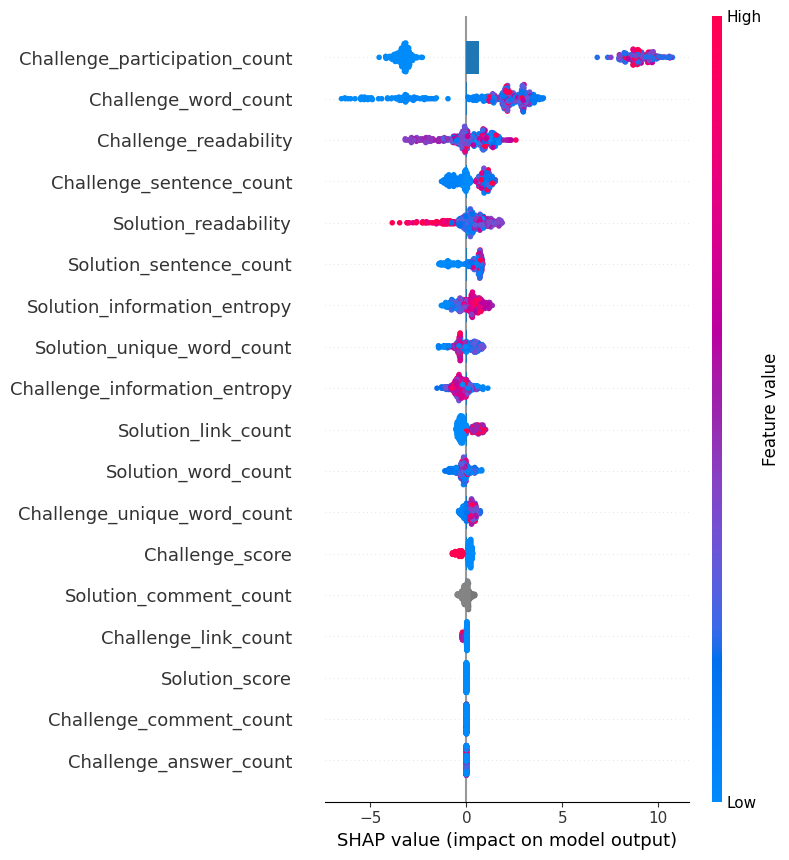 High
Challenge_participation_count
Challenge_word_count
Challenge_readability
Challenge_sentence_count
Solution_readability
Solution_sentence_count
Solution_information_entropy
Solution_unique_word_count
Challenge_information_entropy
Solution_link_count
Solution_word_count
Challenge_unique_word_count
Challenge_score
Solution_comment_count
Challenge_link_count
Solution_score
Challenge_comment_count
Challenge_answer_count
Feature value
Low
−5 0 5 10
SHAP value (impact on model output)